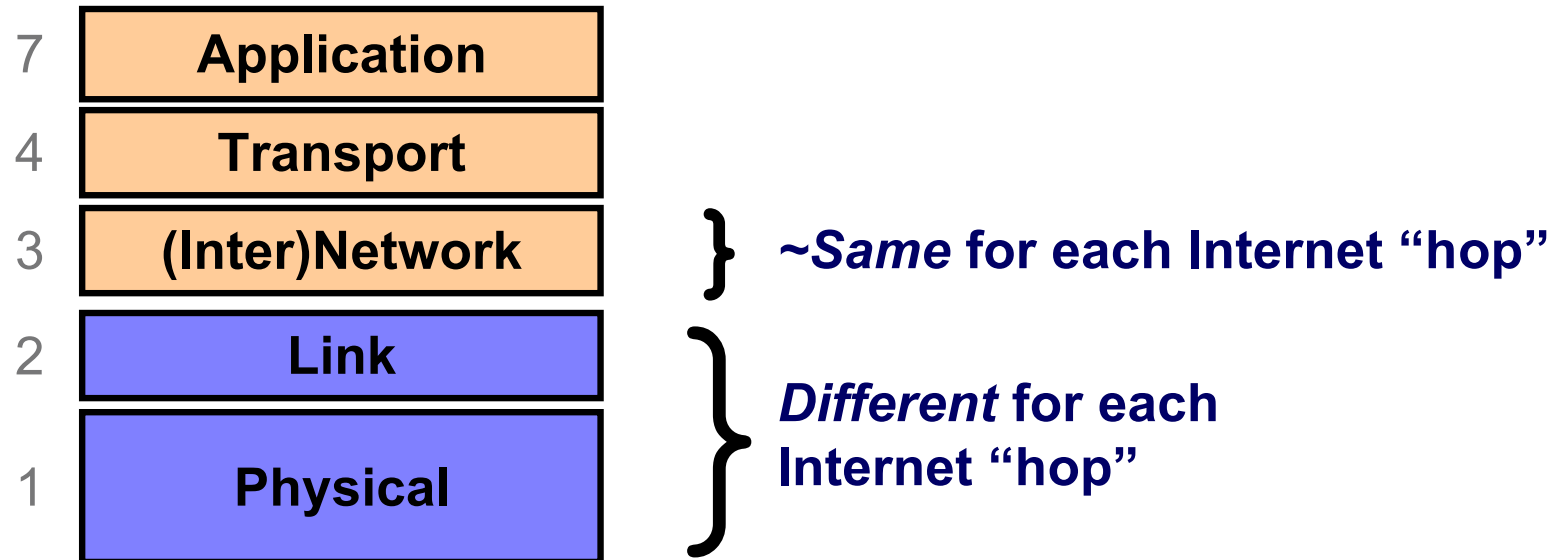 7 Application
4 Transport
3 (Inter)Network
~Same for each Internet “hop”
2 Link
Different for each
Internet “hop”
1 Physical